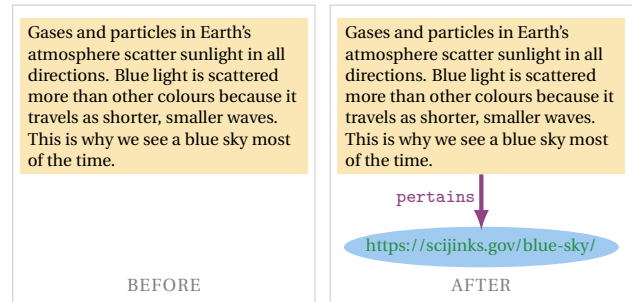 Gases and particles in Earth's
atmosphere scatter sunlight in all
directions. Blue light is scattered
more than other colours because it
travels as shorter, smaller waves.
This is why we see a blue sky most
of the time.
BEFORE
Gases and particles in Earth's
atmosphere scatter sunlight in all
directions. Blue light is scattered
more than other colours because it
travels as shorter, smaller waves.
This is why we see a blue sky most
of the time.
pertains
https://scijinks.gov/blue-sky/
AFTER